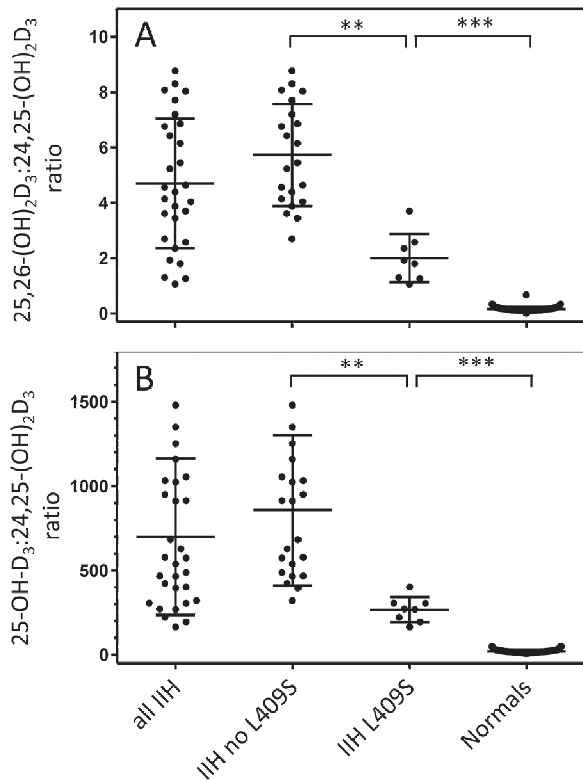 A
25,26-(OH)₂D₃:24,25-(OH)₂D₃
ratio
10
8
6
4
2
0
** ***
B
25-OH-D₃:24,25-(OH)₂D₃
ratio
1500
1000
500
0
** ***
all IIH
IIH no L409S
IIH L409S
Normals